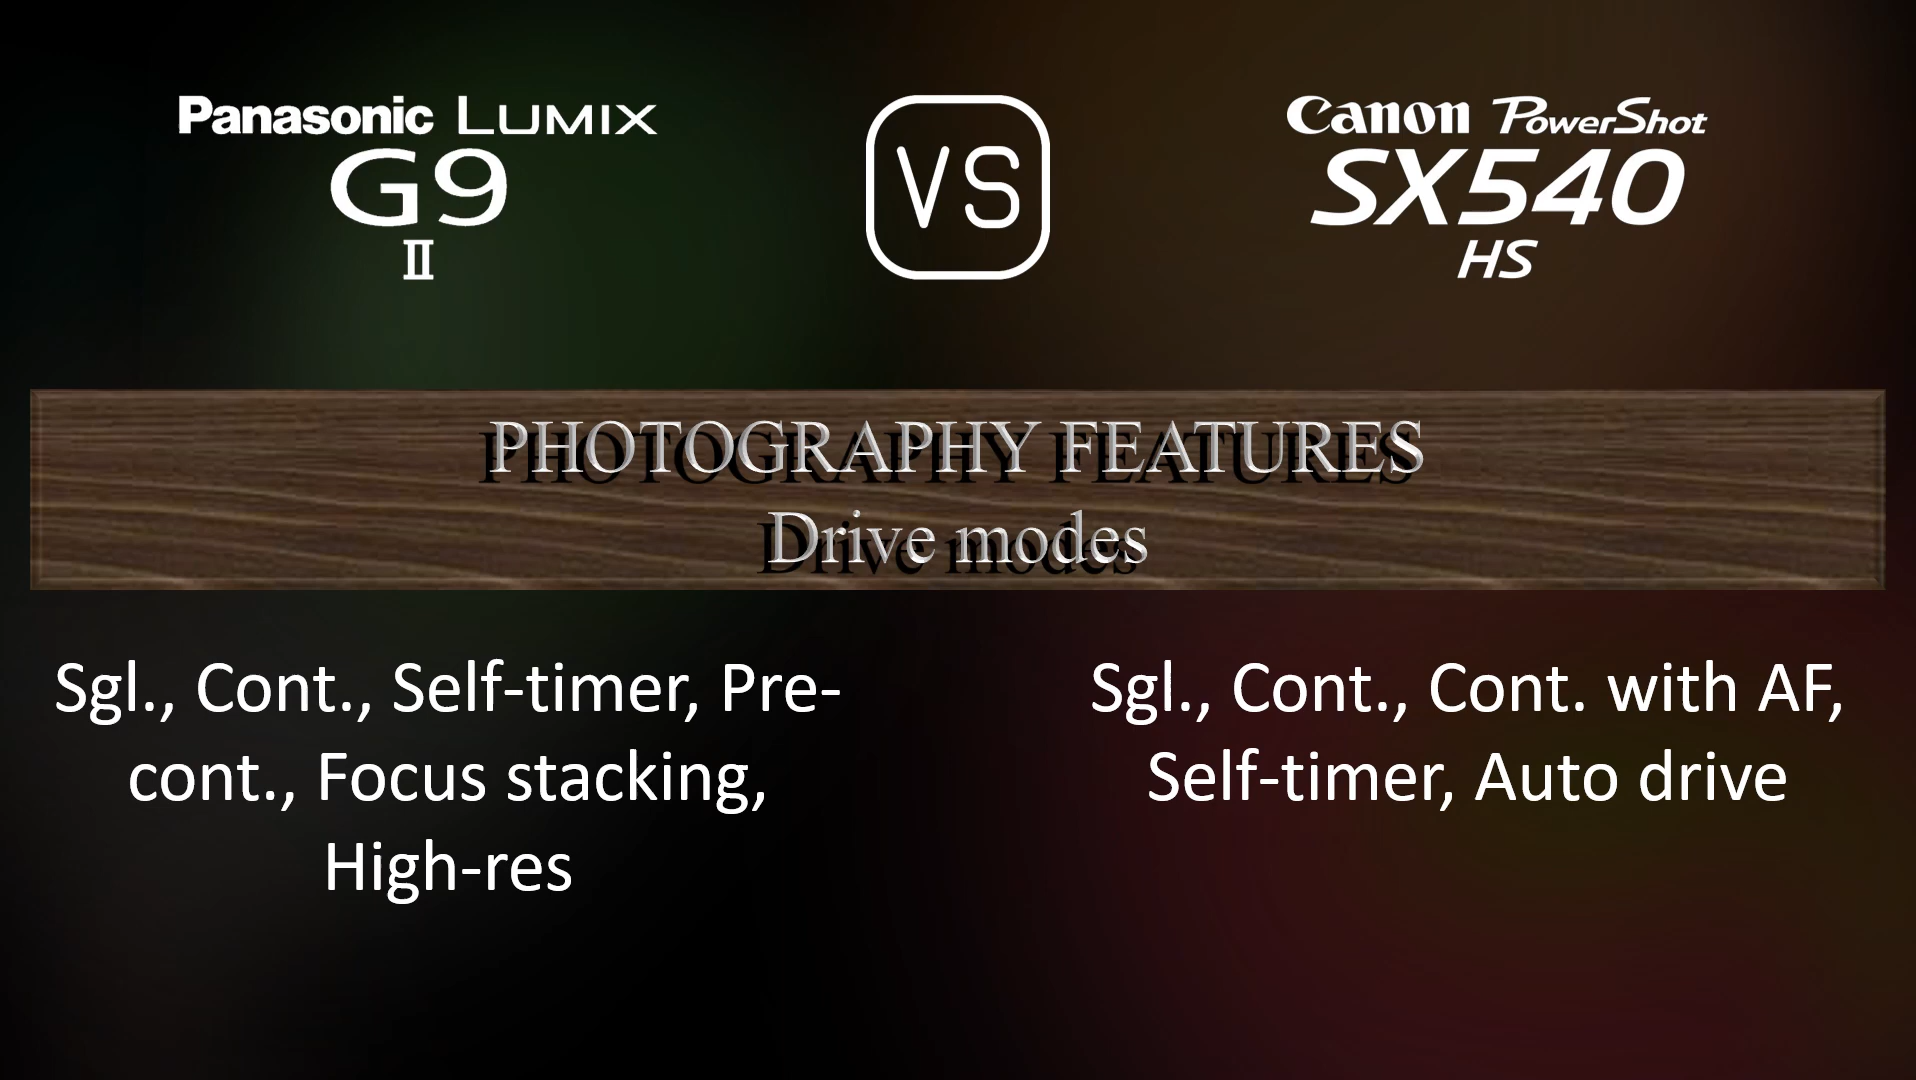 Panasonic LUMIX
G9
II
VS
Canon PowerShot
SX540
HS
PHOTOGRAPHY FEATURES
Drive modes
Sgl., Cont., Self-timer, Pre-
cont., Focus stacking,
High-res
Sgl., Cont., Cont. with AF,
Self-timer, Auto drive